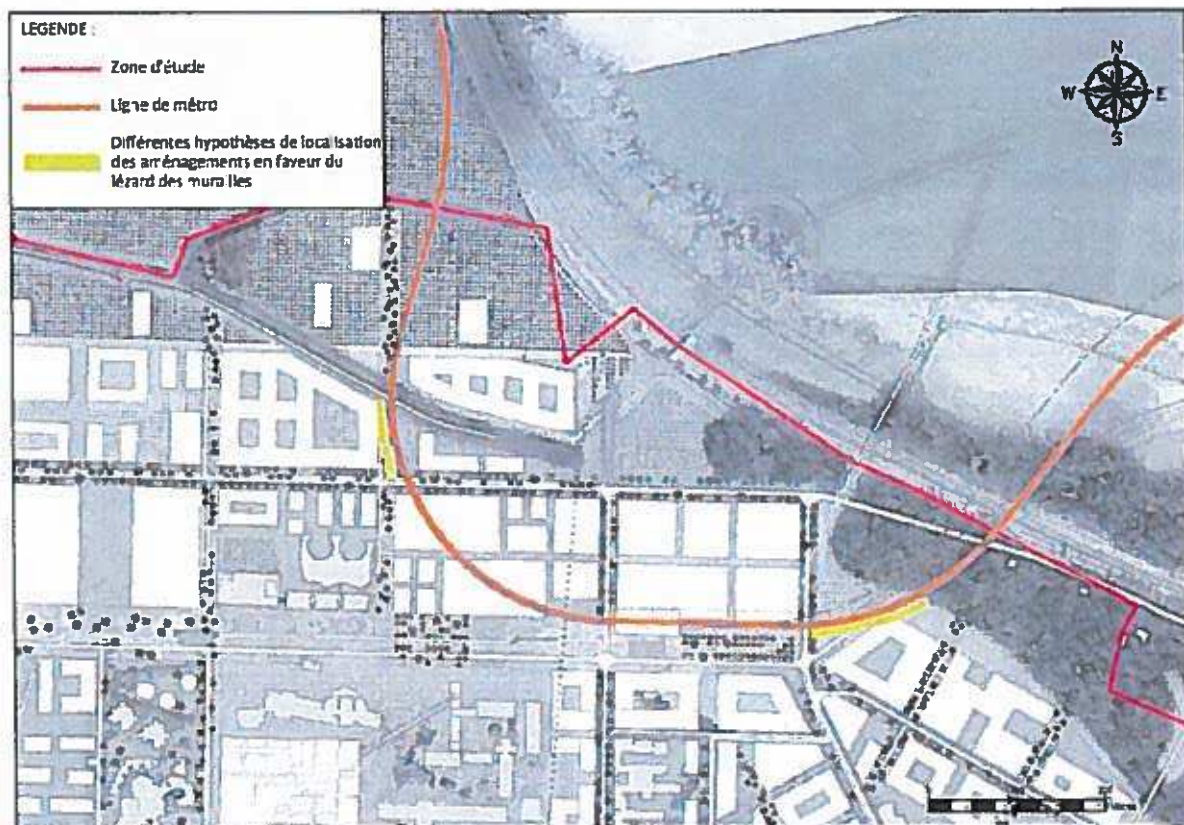 LEGENDE :
Zone d'étude
Ligne de métro
Différentes hypothèses de localisation
des aménagements en faveur du
lézard des murailles
N
W E
S